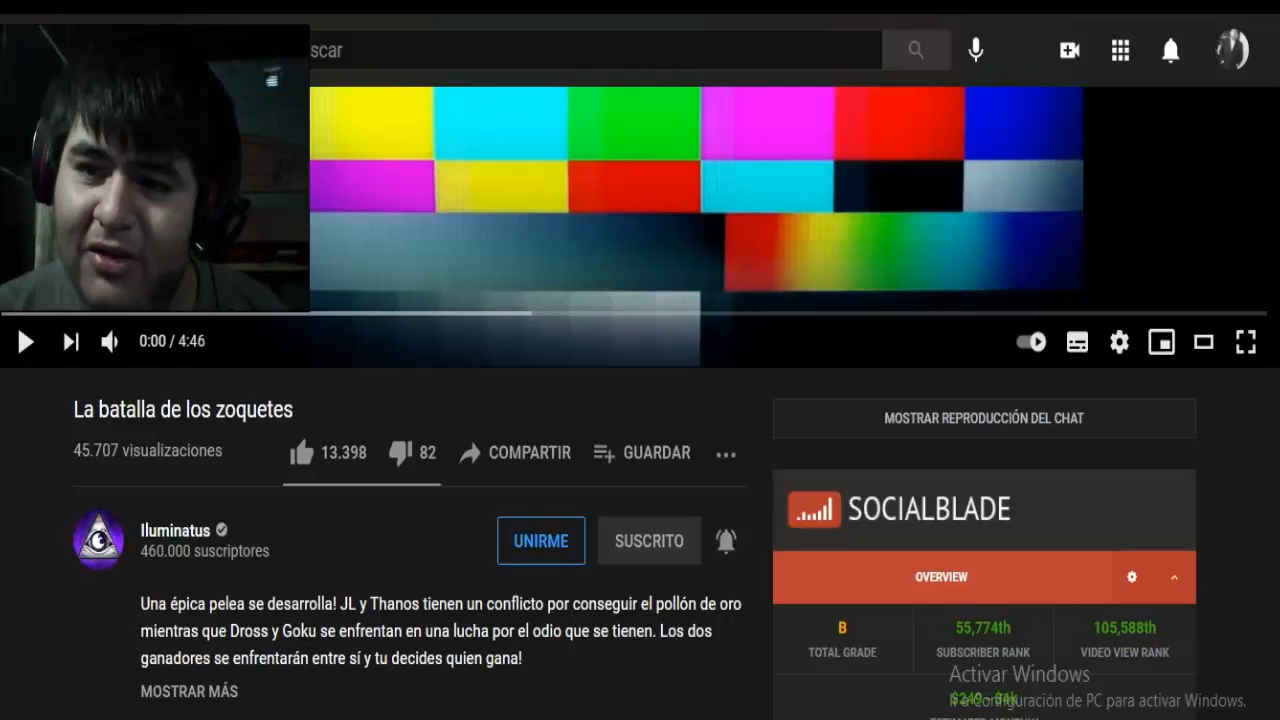 scar
0:00 / 4:46
La batalla de los zoquetes
45.707 visualizaciones
13.398
82
COMPARTIR
GUARDAR
Iluminatus
460.000 suscriptores
UNIRME
SUSCRITO
Una épica pelea se desarrolla! JL y Thanos tienen un conflicto por conseguir el pollón de oro
mientras que Dross y Goku se enfrentan en una lucha por el odio que se tienen. Los dos
ganadores se enfrentarán entre sí y tu decides quien gana!
MOSTRAR MÁS
MOSTRAR REPRODUCCIÓN DEL CHAT
SOCIALBLADE
OVERVIEW
B
TOTAL GRADE
55,774th
SUBSCRIBER RANK
105,588th
VIDEO VIEW RANK
Activar Windows
Configuración de PC para activar Windows.